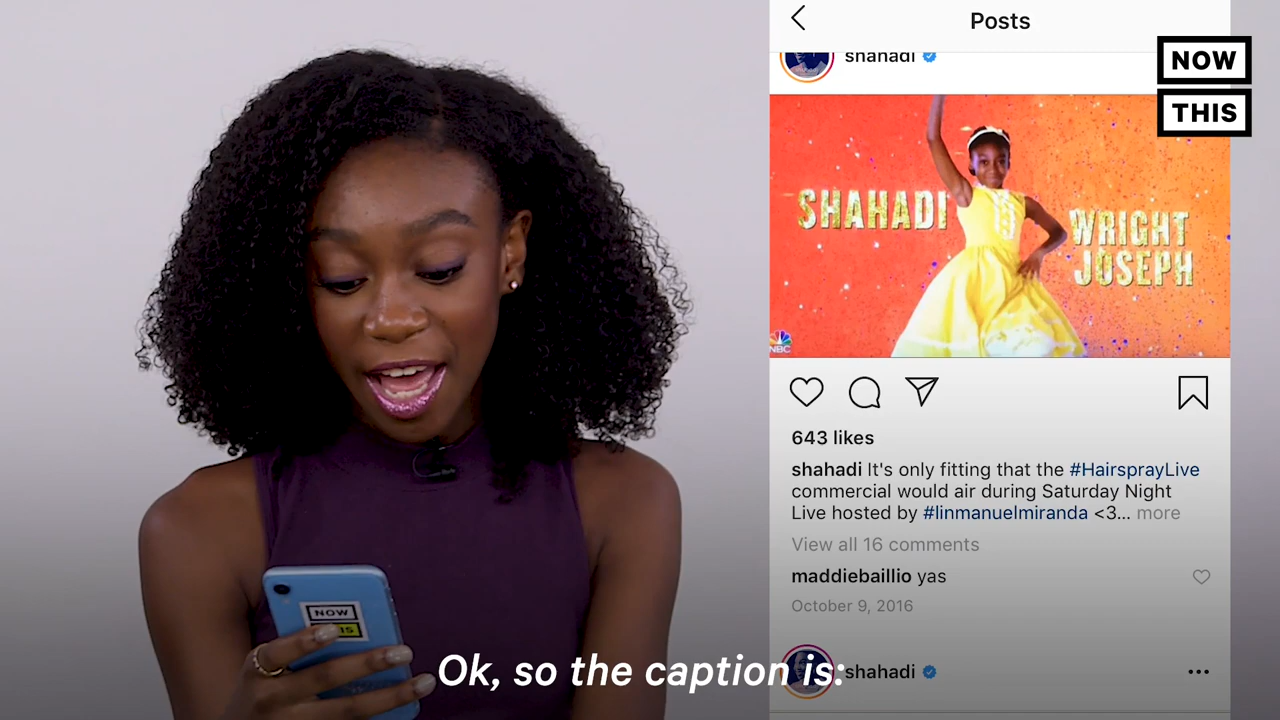 Posts
shahadi
NOW
THIS
SHAHADI
WRIGHT
JOSEPH
NBC
643 likes
shahadi It's only fitting that the #HairsprayLive
commercial would air during Saturday Night
Live hosted by #linmanuelmiranda <3... more
View all 16 comments
maddiebaillio yas
October 9, 2016
shahadi
NOW
Ok, so the caption is: